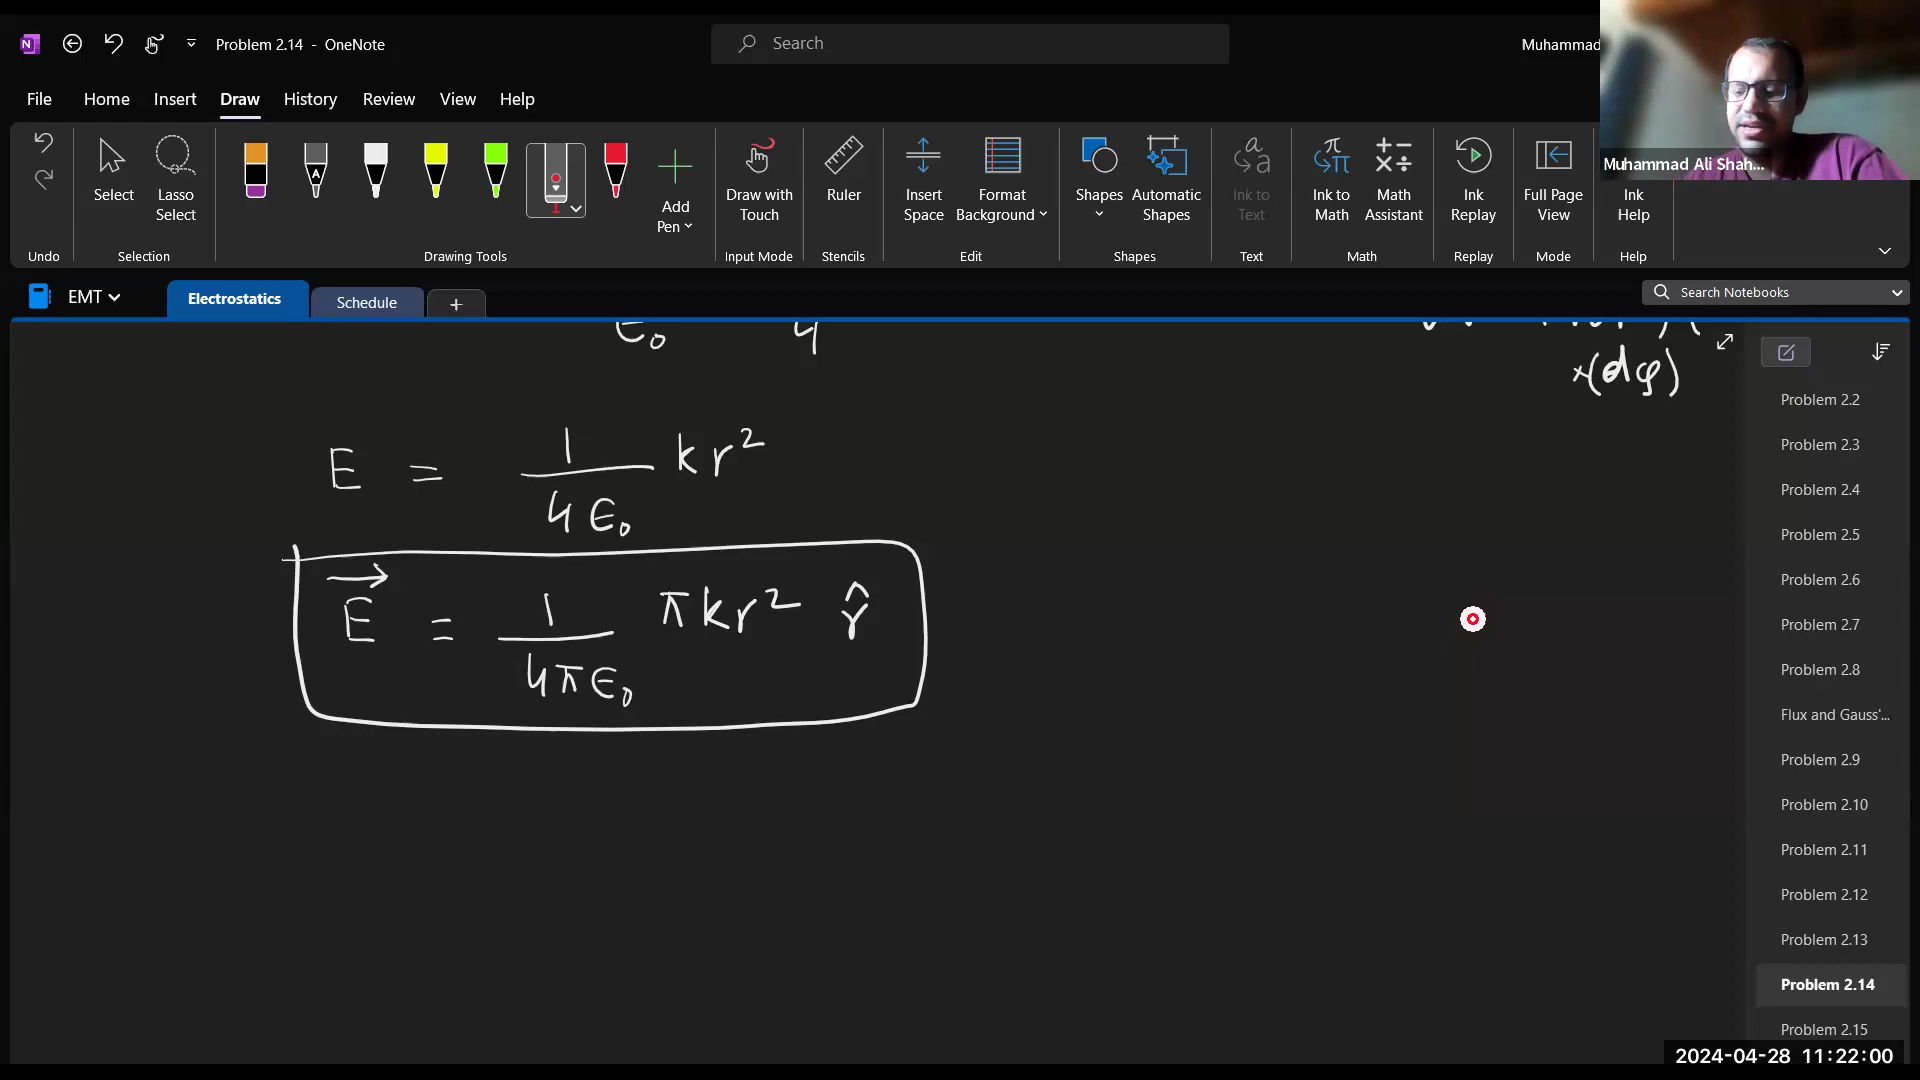 Problem 2.14 - OneNote
Search
Muhammad
File Home Insert Draw History Review View Help
Select
Lasso Select
Add Pen
Draw with Touch
Ruler
Insert Space
Format Background
Shapes
Automatic Shapes
Ink to Text
Ink to Math
Math Assistant
Ink Replay
Full Page View
Ink Help
Undo Selection Drawing Tools Input Mode Stencils Edit Shapes Text Math Replay Mode Help
Muhammad Ali Shah...
EMT Electrostatics Schedule +
Search Notebooks
ϵ₀ 4
×(dφ)
E = 1/4ϵ₀ kr²
E⃗ = 1/4πϵ₀ πkr² r̂
Problem 2.2
Problem 2.3
Problem 2.4
Problem 2.5
Problem 2.6
Problem 2.7
Problem 2.8
Flux and Gauss'...
Problem 2.9
Problem 2.10
Problem 2.11
Problem 2.12
Problem 2.13
Problem 2.14
Problem 2.15
2024-04-28 11:22:00